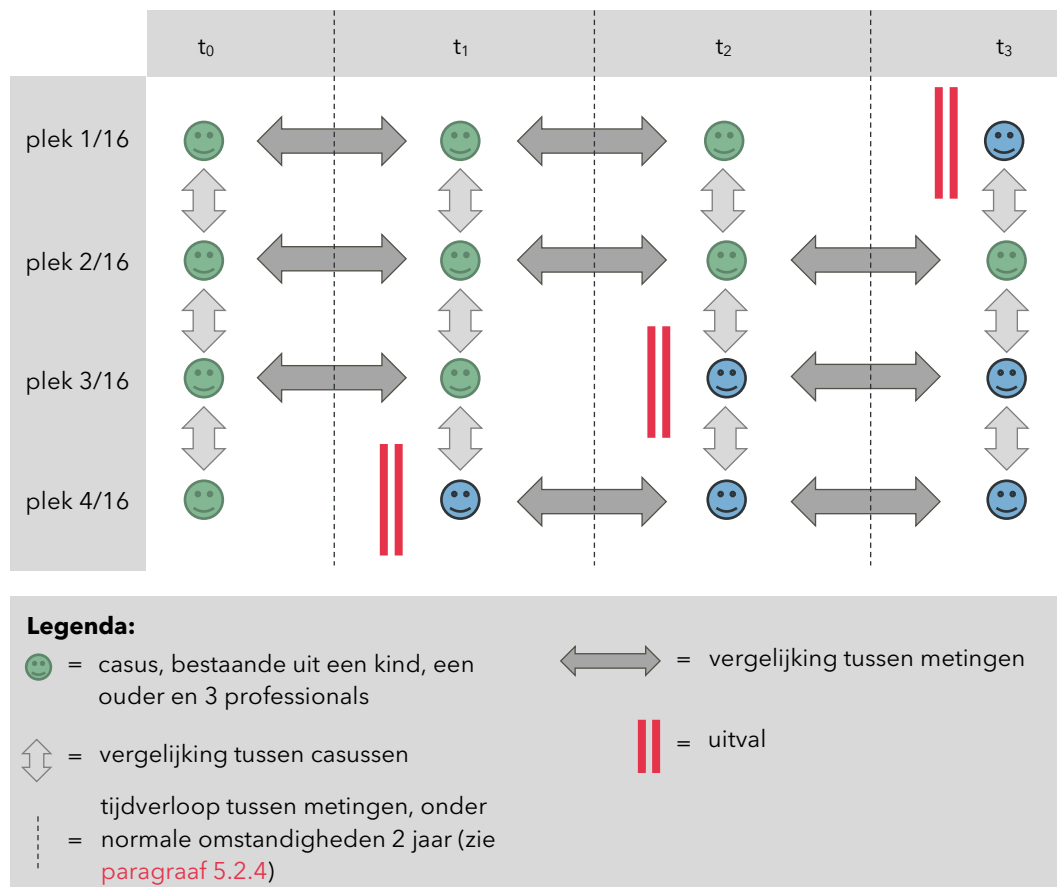 t₀ t₁ t₂ t₃
plek 1/16
plek 2/16
plek 3/16
plek 4/16
Legenda:
= casus, bestaande uit een kind, een
ouder en 3 professionals
= vergelijking tussen casussen
tijdverloop tussen metingen, onder
= normale omstandigheden 2 jaar (zie
paragraaf 5.2.4)
= vergelijking tussen metingen
= uitval